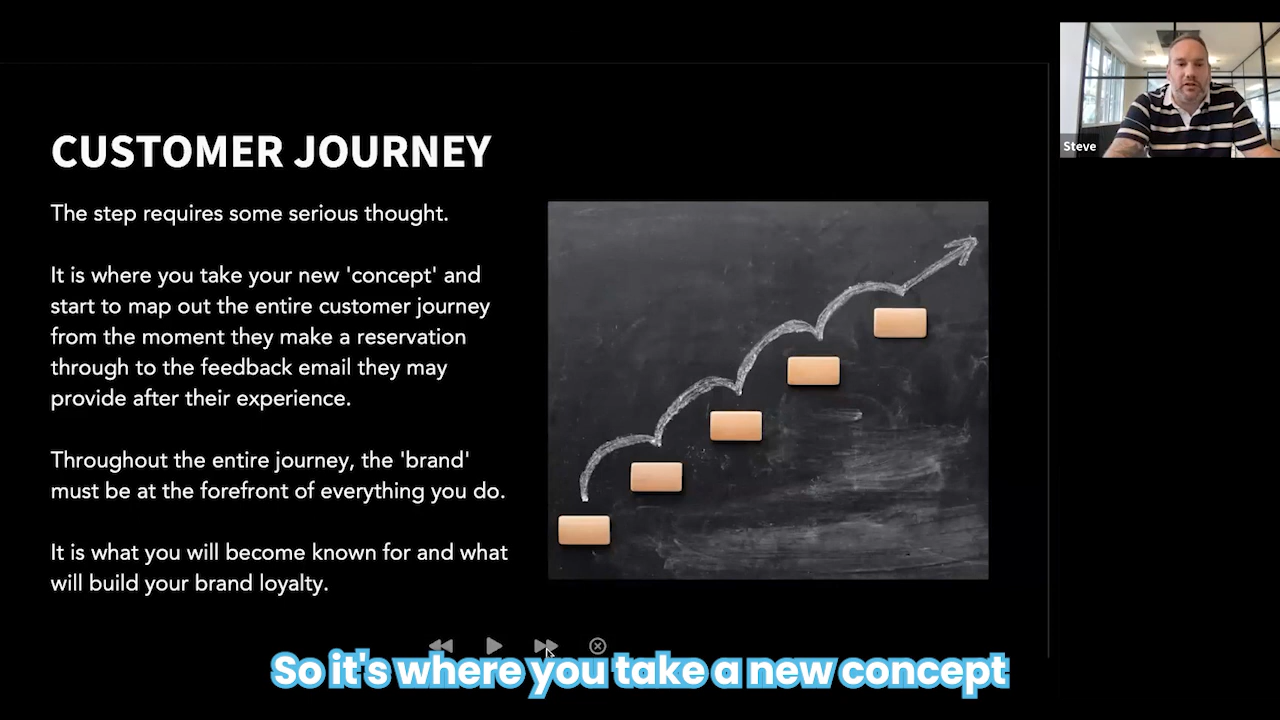 CUSTOMER JOURNEY
The step requires some serious thought.
It is where you take your new 'concept' and
start to map out the entire customer journey
from the moment they make a reservation
through to the feedback email they may
provide after their experience.
Throughout the entire journey, the 'brand'
must be at the forefront of everything you do.
It is what you will become known for and what
will build your brand loyalty.
Steve
So it's where you take a new concept